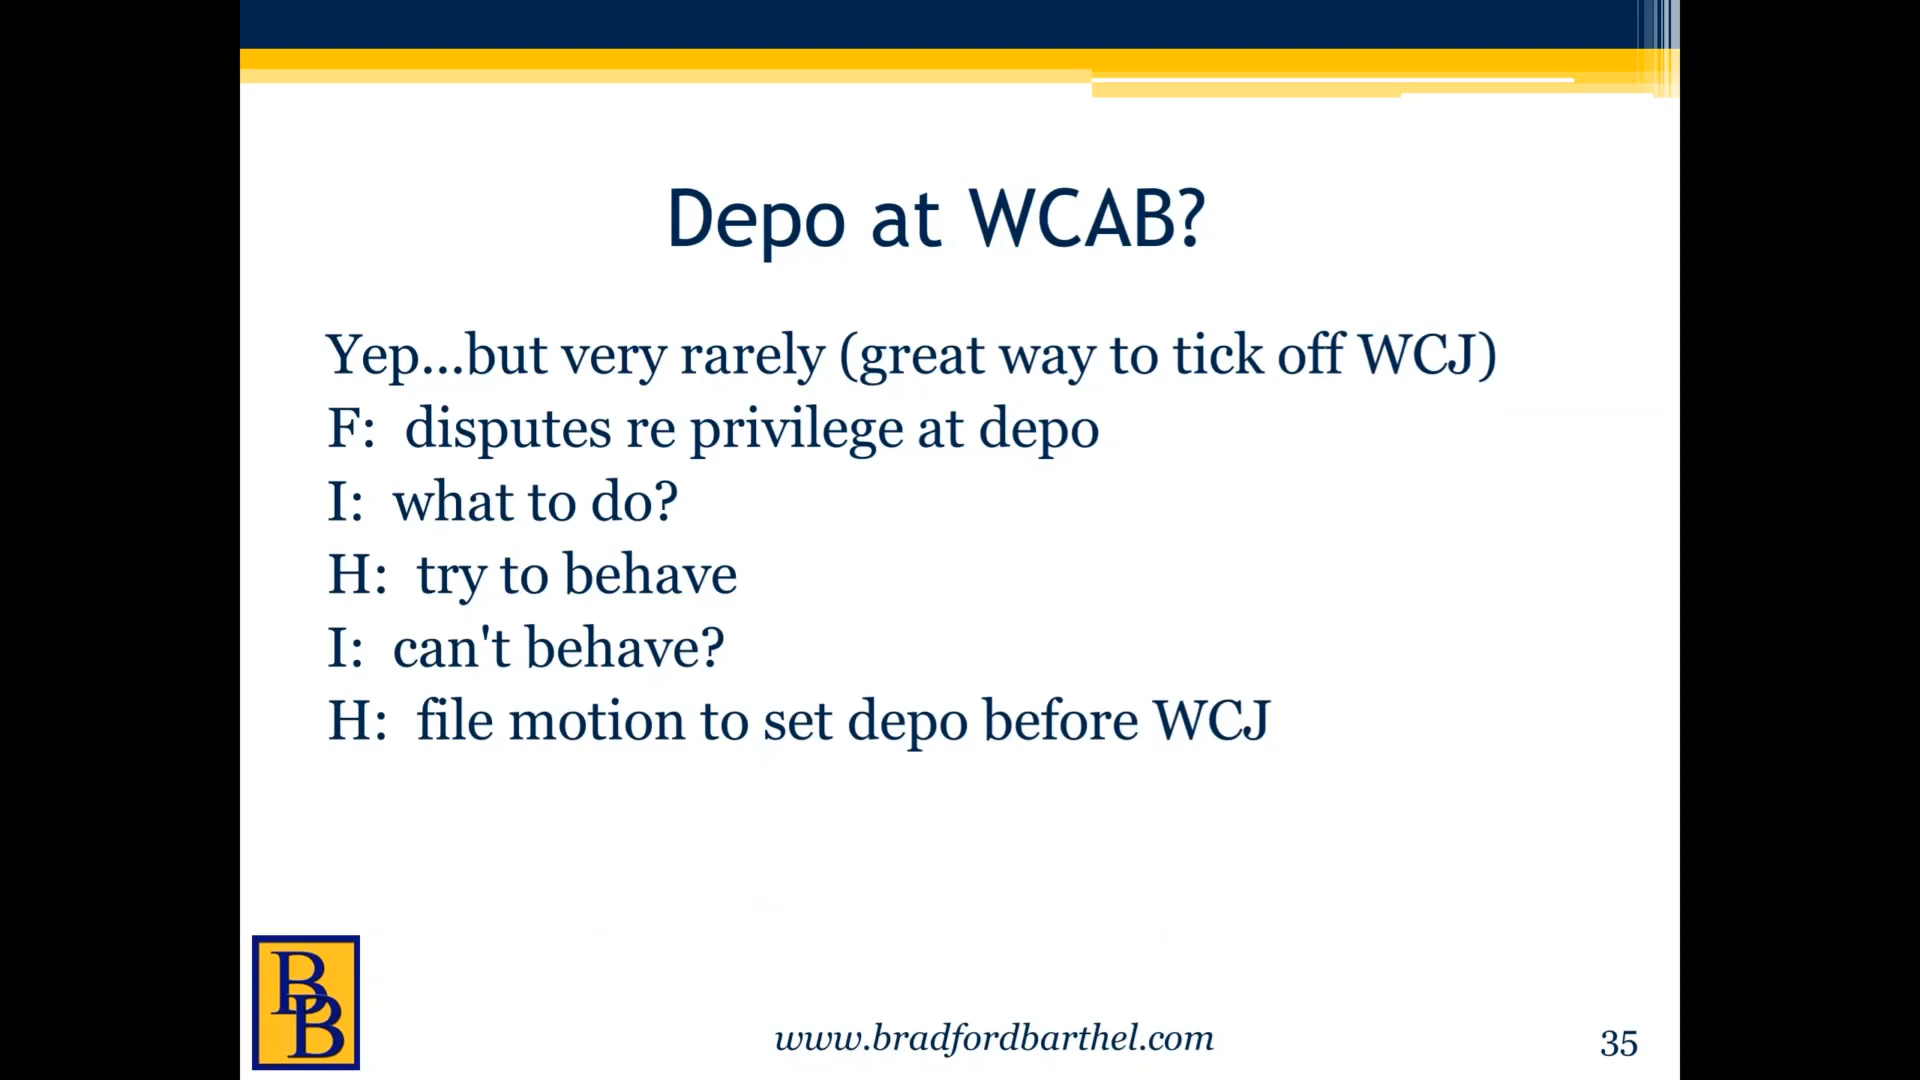 Depo at WCAB?
Yep...but very rarely (great way to tick off WCJ)
F: disputes re privilege at depo
I: what to do?
H: try to behave
I: can't behave?
H: file motion to set depo before WCJ
BB
www.bradfordbarthel.com
35